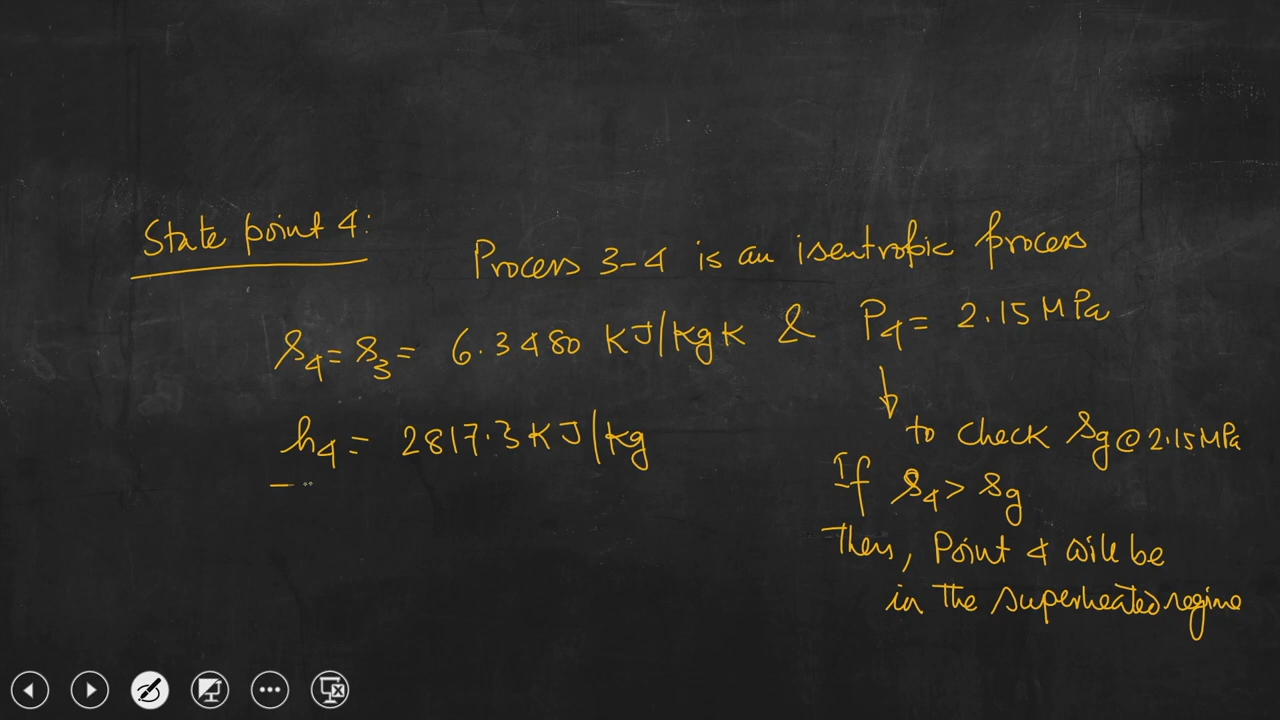 State point 4:
Process 3-4 is an isentropic process
s4 = s3 = 6.3480 KJ/kgK & P4 = 2.15 MPa
h4 = 2817.3 KJ/kg
↓ to check sg @ 2.15 MPa
If s4 > sg
Then, Point 4 will be
in the superheated regime